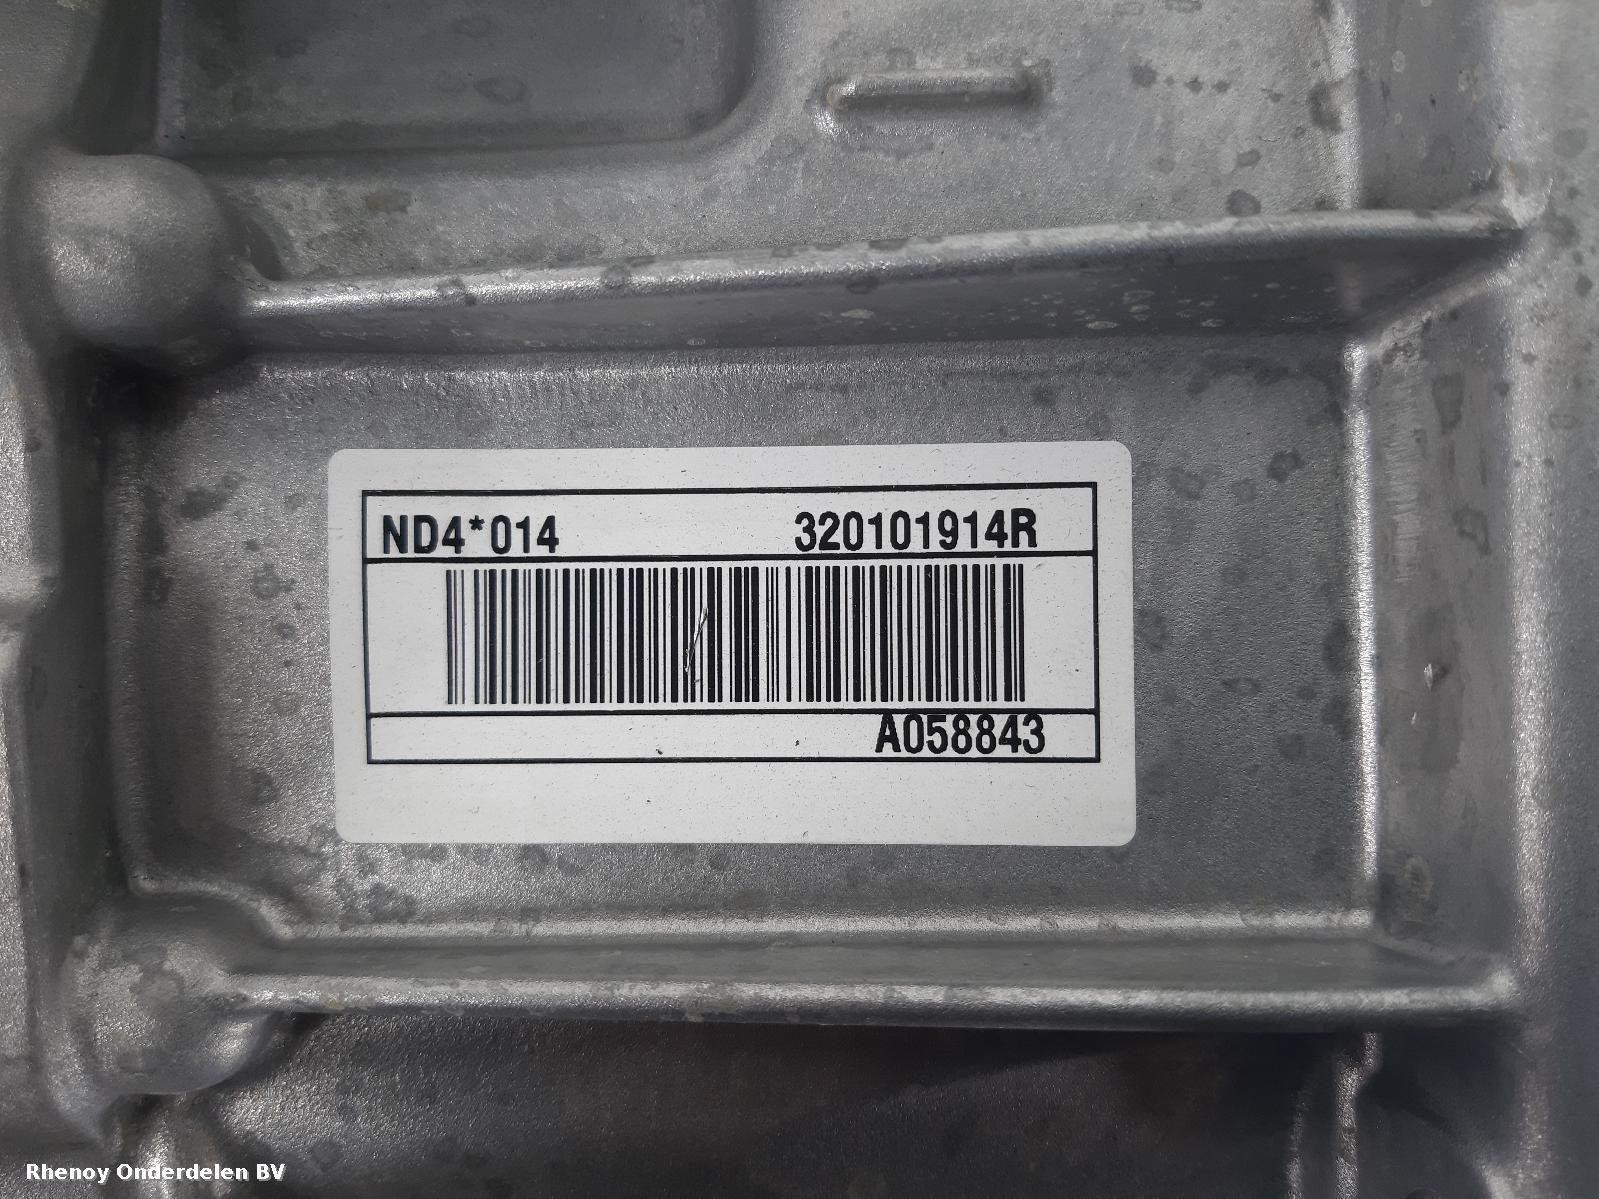 ND4*014 320101914R
A058843
Rhenoy Onderdelen BV